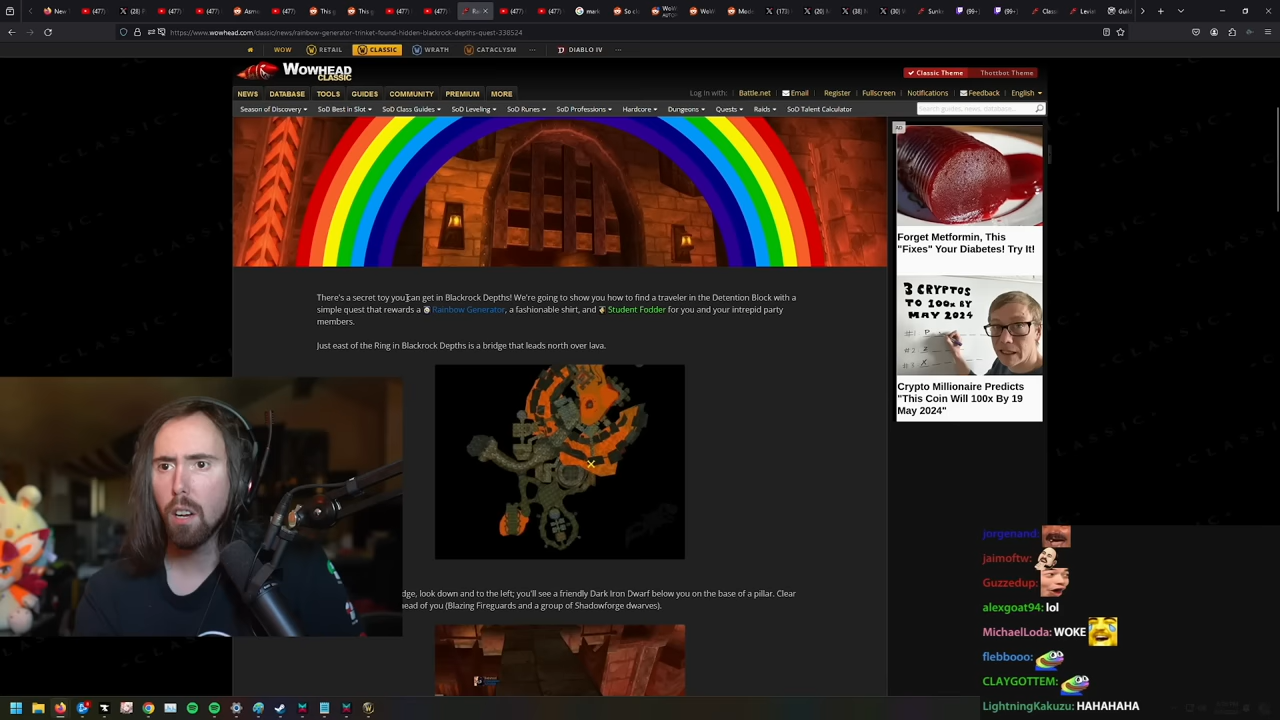 https://www.wowhead.com/classic/news/rainbow-generator-trinket-found-hidden-blackrock-depths-quest-338524
WOW RETAIL CLASSIC WRATH CATACLYSM ... DIABLO IV ...
WOWHEAD
CLASSIC
Classic Theme Thottbot Theme
NEWS DATABASE TOOLS GUIDES COMMUNITY PREMIUM MORE
Log In with: Battle.net Email Register Fullscreen Notifications Feedback English
Season of Discovery SoD Best in Slot SoD Class Guides SoD Leveling SoD Runes SoD Professions Hardcore Dungeons Quests Raids SoD Talent Calculator
Search guides, news, database...
There's a secret toy you can get in Blackrock Depths! We're going to show you how to find a traveler in the Detention Block with a
simple quest that rewards a Rainbow Generator, a fashionable shirt, and Student Fodder for you and your intrepid party
members.
Just east of the Ring in Blackrock Depths is a bridge that leads north over lava.
dge, look down and to the left; you'll see a friendly Dark Iron Dwarf below you on the base of a pillar. Clear
head of you (Blazing Fireguards and a group of Shadowforge dwarves).
AD
Forget Metformin, This
"Fixes" Your Diabetes! Try It!
3 CRYPTOS
TO 100x BY
MAY 2024
Crypto Millionaire Predicts
"This Coin Will 100x By 19
May 2024"
jorgenand:
jaimoftw:
Guzzedup:
alexgoat94: lol
MichaelLoda: WOKE
flebbooo:
CLAYGOTTEM:
LightningKakuzu: HAHAHAHA